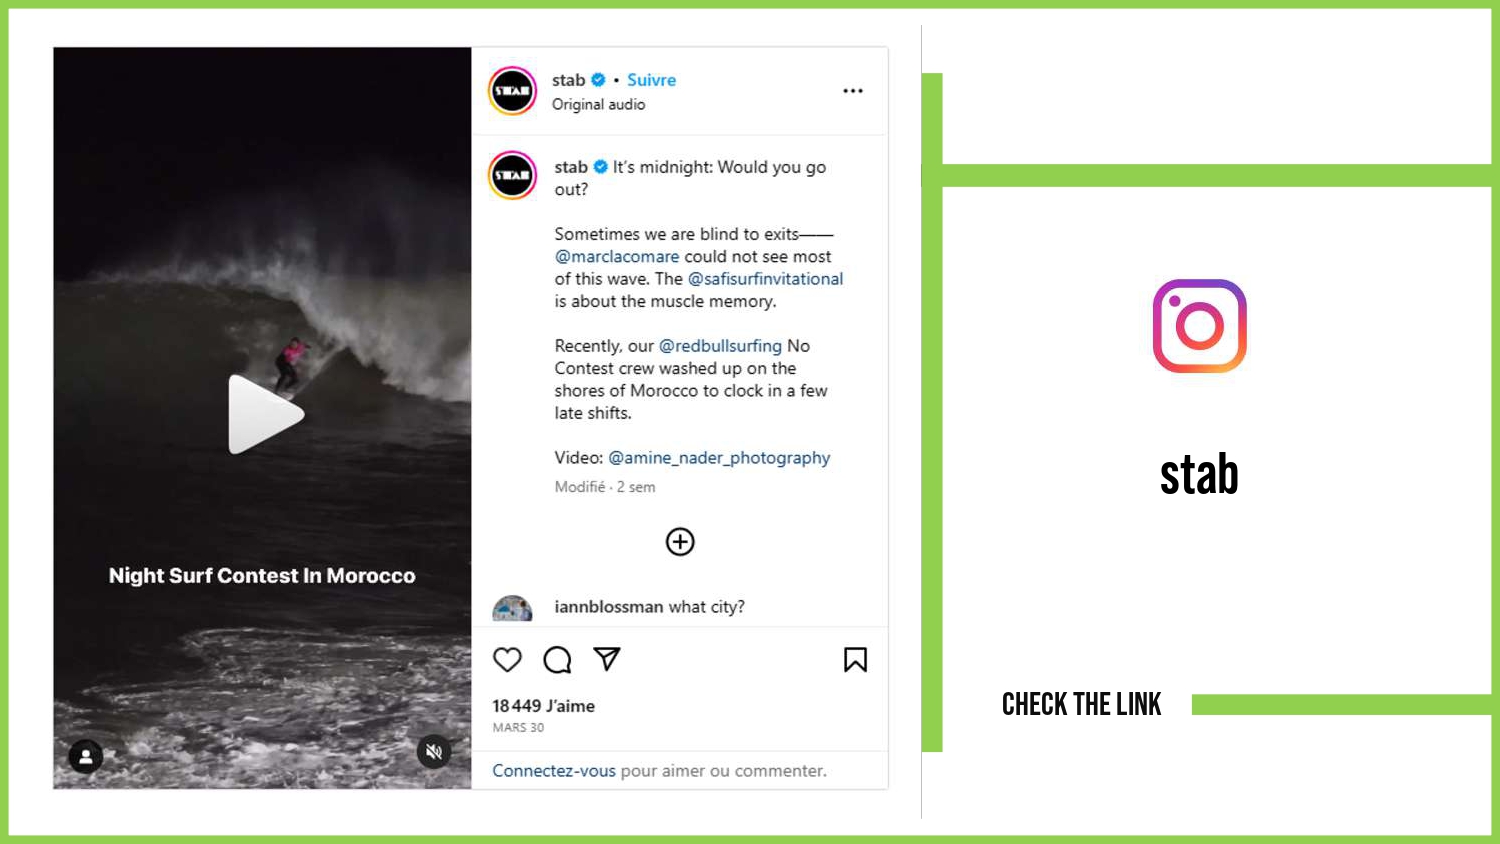 Night Surf Contest In Morocco
STAB
stab • Suivre
Original audio
STAB
stab It's midnight: Would you go
out?
Sometimes we are blind to exits——
@marclacomare could not see most
of this wave. The @safisurfinvitational
is about the muscle memory.
Recently, our @redbullsurfing No
Contest crew washed up on the
shores of Morocco to clock in a few
late shifts.
Video: @amine_nader_photography
Modifié · 2 sem
iannblossman what city?
18 449 J'aime
MARS 30
Connectez-vous pour aimer ou commenter.
stab
CHECK THE LINK